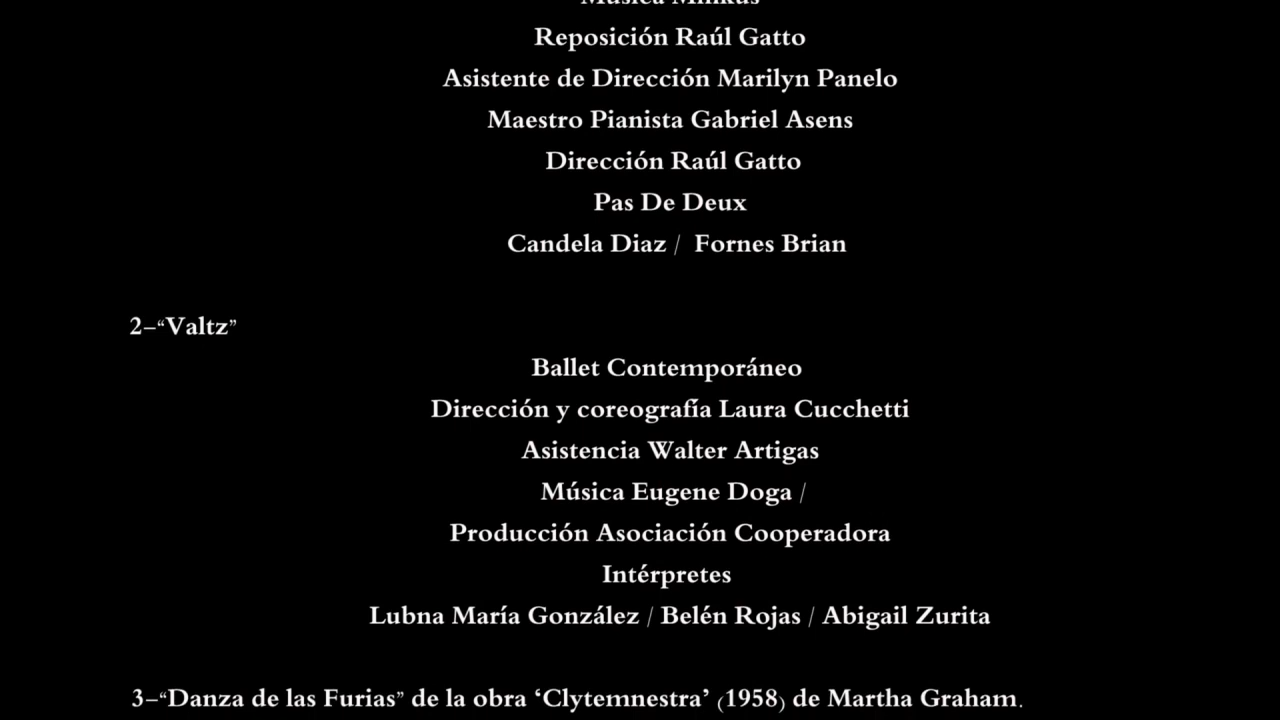 Música Minkus
Reposición Raúl Gatto
Asistente de Dirección Marilyn Panelo
Maestro Pianista Gabriel Asens
Dirección Raúl Gatto
Pas De Deux
Candela Diaz / Fornes Brian
2–“Valtz”
Ballet Contemporáneo
Dirección y coreografía Laura Cucchetti
Asistencia Walter Artigas
Música Eugene Doga /
Producción Asociación Cooperadora
Intérpretes
Lubna María González / Belén Rojas / Abigail Zurita
3–“Danza de las Furias” de la obra ‘Clytemnestra’ (1958) de Martha Graham.